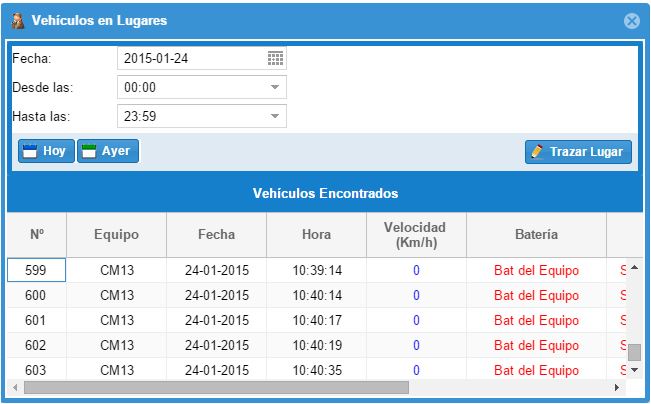 Vehículos en Lugares
Fecha: 2015-01-24
Desde las: 00:00
Hasta las: 23:59
Hoy Ayer Trazar Lugar
Vehículos Encontrados
Nº Equipo Fecha Hora Velocidad (Km/h) Batería
599 CM13 24-01-2015 10:39:14 0 Bat del Equipo S
600 CM13 24-01-2015 10:40:14 0 Bat del Equipo S
601 CM13 24-01-2015 10:40:17 0 Bat del Equipo S
602 CM13 24-01-2015 10:40:19 0 Bat del Equipo S
603 CM13 24-01-2015 10:40:35 0 Bat del Equipo S